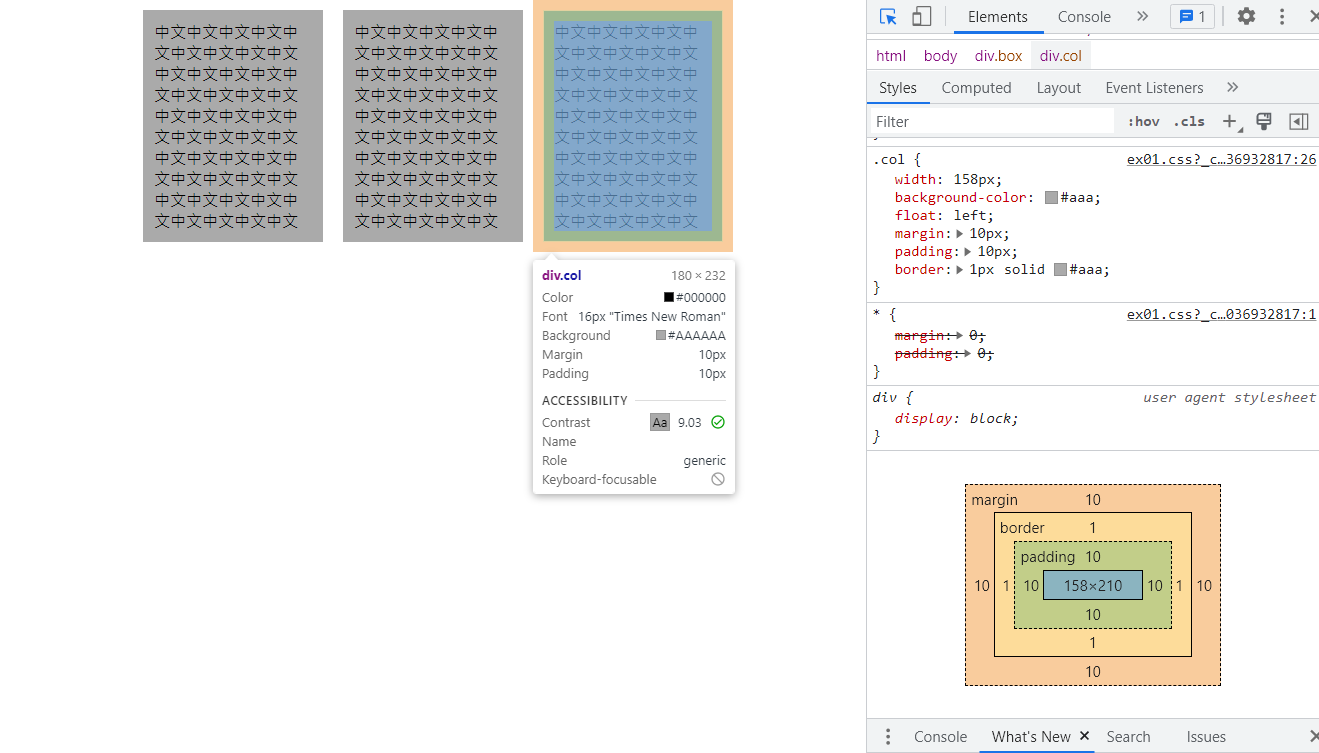 中文中文中文中文中
文中文中文中文中文
中文中文中文中文中
文中文中文中文中文
中文中文中文中文中
文中文中文中文中文
中文中文中文中文中
文中文中文中文中文
中文中文中文中文中
文中文中文中文中文
中文中文中文中文中
文中文中文中文中文
中文中文中文中文中
文中文中文中文中文
中文中文中文中文中
文中文中文中文中文
中文中文中文中文中
文中文中文中文中文
中文中文中文中文中
文中文中文中文中文
中文中文中文中文中
文中文中文中文中文
中文中文中文中文中
文中文中文中文中文
中文中文中文中文中
文中文中文中文中文
中文中文中文中文中
文中文中文中文中文
中文中文中文中文中
文中文中文中文中文
div.col 180 × 232
Color #000000
Font 16px "Times New Roman"
Background #AAAAAA
Margin 10px
Padding 10px
ACCESSIBILITY
Contrast Aa 9.03
Name
Role generic
Keyboard-focusable
Elements Console » 1
html body div.box div.col
Styles Computed Layout Event Listeners »
Filter :hov .cls +
.col { ex01.css?_c…36932817:26
width: 158px;
background-color: #aaa;
float: left;
margin: 10px;
padding: 10px;
border: 1px solid #aaa;
}
* { ex01.css?_c…036932817:1
margin: 0;
padding: 0;
}
div { user agent stylesheet
display: block;
}
margin 10
border 1
padding 10
10 1 10 158×210 10 1 10
10
1
10
Console What's New × Search Issues